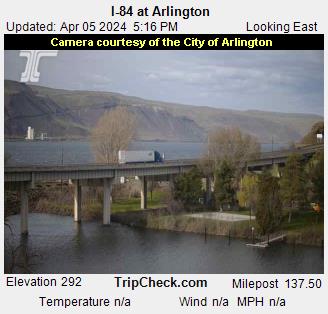 I-84 at Arlington
Updated: Apr 05 2024 5:16 PM Looking East
Camera courtesy of the City of Arlington
Elevation 292 TripCheck.com Milepost 137.50
Temperature n/a Wind n/a MPH n/a